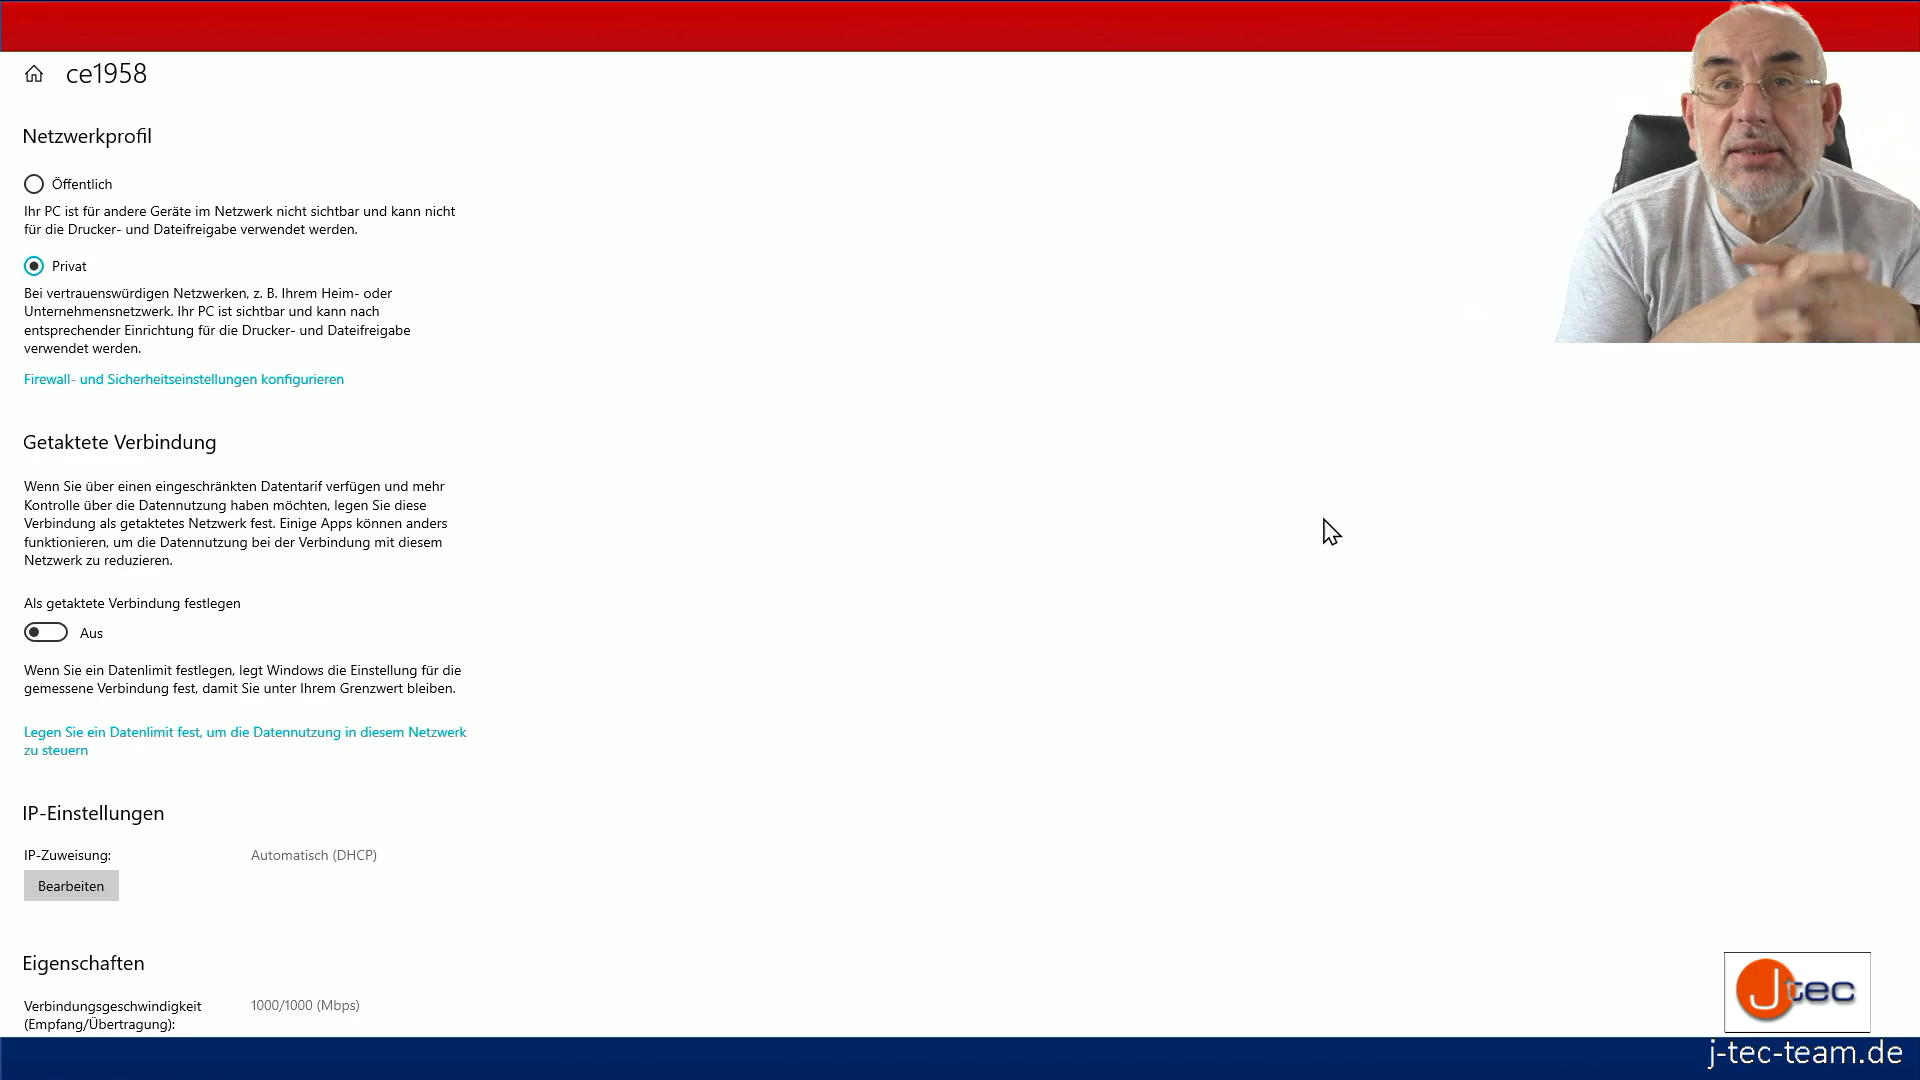 ce1958
Netzwerkprofil
Öffentlich
Ihr PC ist für andere Geräte im Netzwerk nicht sichtbar und kann nicht
für die Drucker- und Dateifreigabe verwendet werden.
Privat
Bei vertrauenswürdigen Netzwerken, z. B. Ihrem Heim- oder
Unternehmensnetzwerk. Ihr PC ist sichtbar und kann nach
entsprechender Einrichtung für die Drucker- und Dateifreigabe
verwendet werden.
Firewall- und Sicherheitseinstellungen konfigurieren
Getaktete Verbindung
Wenn Sie über einen eingeschränkten Datentarif verfügen und mehr
Kontrolle über die Datennutzung haben möchten, legen Sie diese
Verbindung als getaktetes Netzwerk fest. Einige Apps können anders
funktionieren, um die Datennutzung bei der Verbindung mit diesem
Netzwerk zu reduzieren.
Als getaktete Verbindung festlegen
Aus
Wenn Sie ein Datenlimit festlegen, legt Windows die Einstellung für die
gemessene Verbindung fest, damit Sie unter Ihrem Grenzwert bleiben.
Legen Sie ein Datenlimit fest, um die Datennutzung in diesem Netzwerk
zu steuern
IP-Einstellungen
IP-Zuweisung: Automatisch (DHCP)
Bearbeiten
Eigenschaften
Verbindungsgeschwindigkeit 1000/1000 (Mbps)
(Empfang/Übertragung):
Jtec
j-tec-team.de